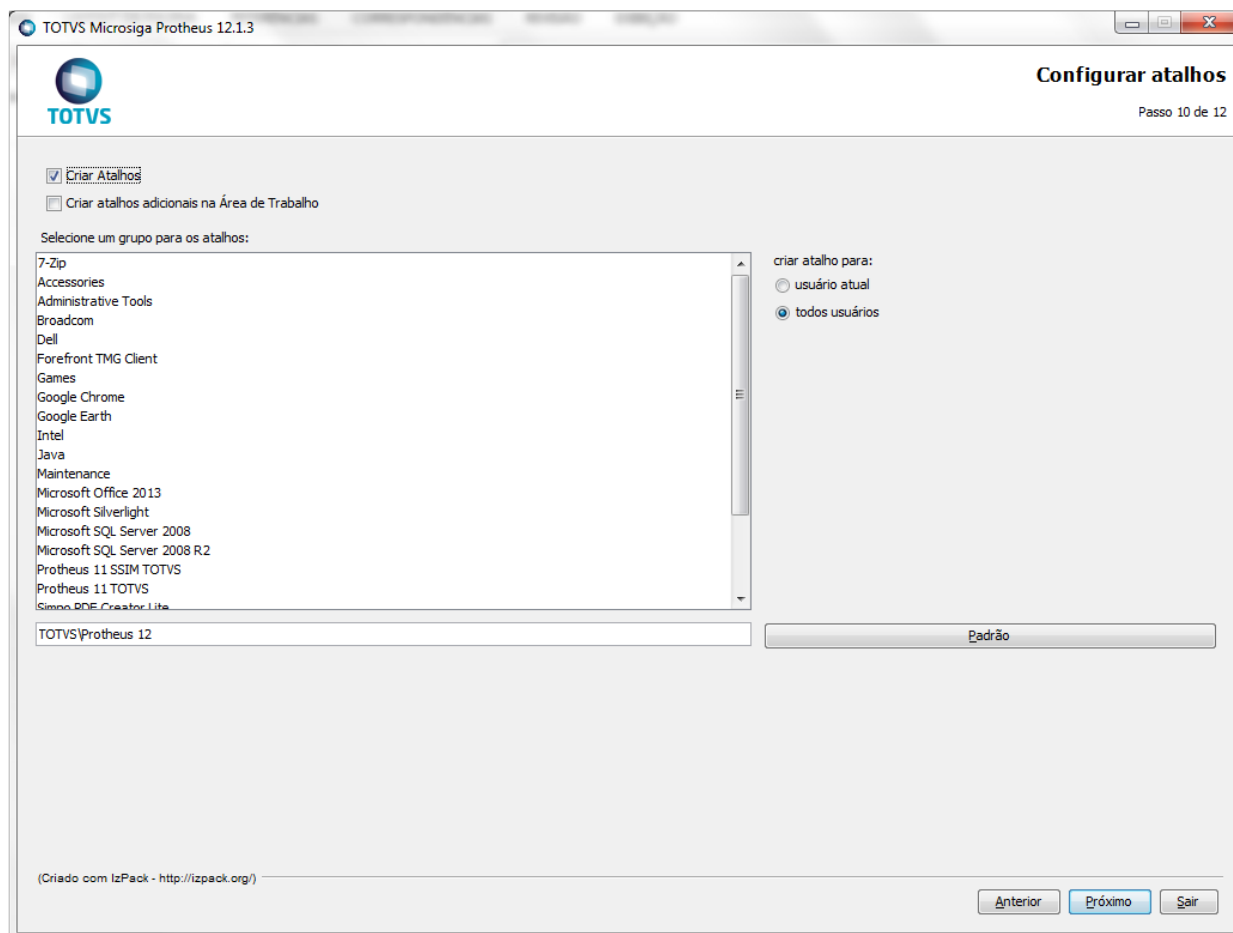 TOTVS Microsiga Protheus 12.1.3
TOTVS
Configurar atalhos
Passo 10 de 12
Criar Atalhos
Criar atalhos adicionais na Área de Trabalho
Selecione um grupo para os atalhos:
7-Zip
Accessories
Administrative Tools
Broadcom
Dell
Forefront TMG Client
Games
Google Chrome
Google Earth
Intel
Java
Maintenance
Microsoft Office 2013
Microsoft Silverlight
Microsoft SQL Server 2008
Microsoft SQL Server 2008 R2
Protheus 11 SSIM TOTVS
Protheus 11 TOTVS
Simpo PDF Creator Lite
criar atalho para:
usuário atual
todos usuários
TOTVS\Protheus 12
Padrão
(Criado com IzPack - http://izpack.org/)
Anterior
Próximo
Sair